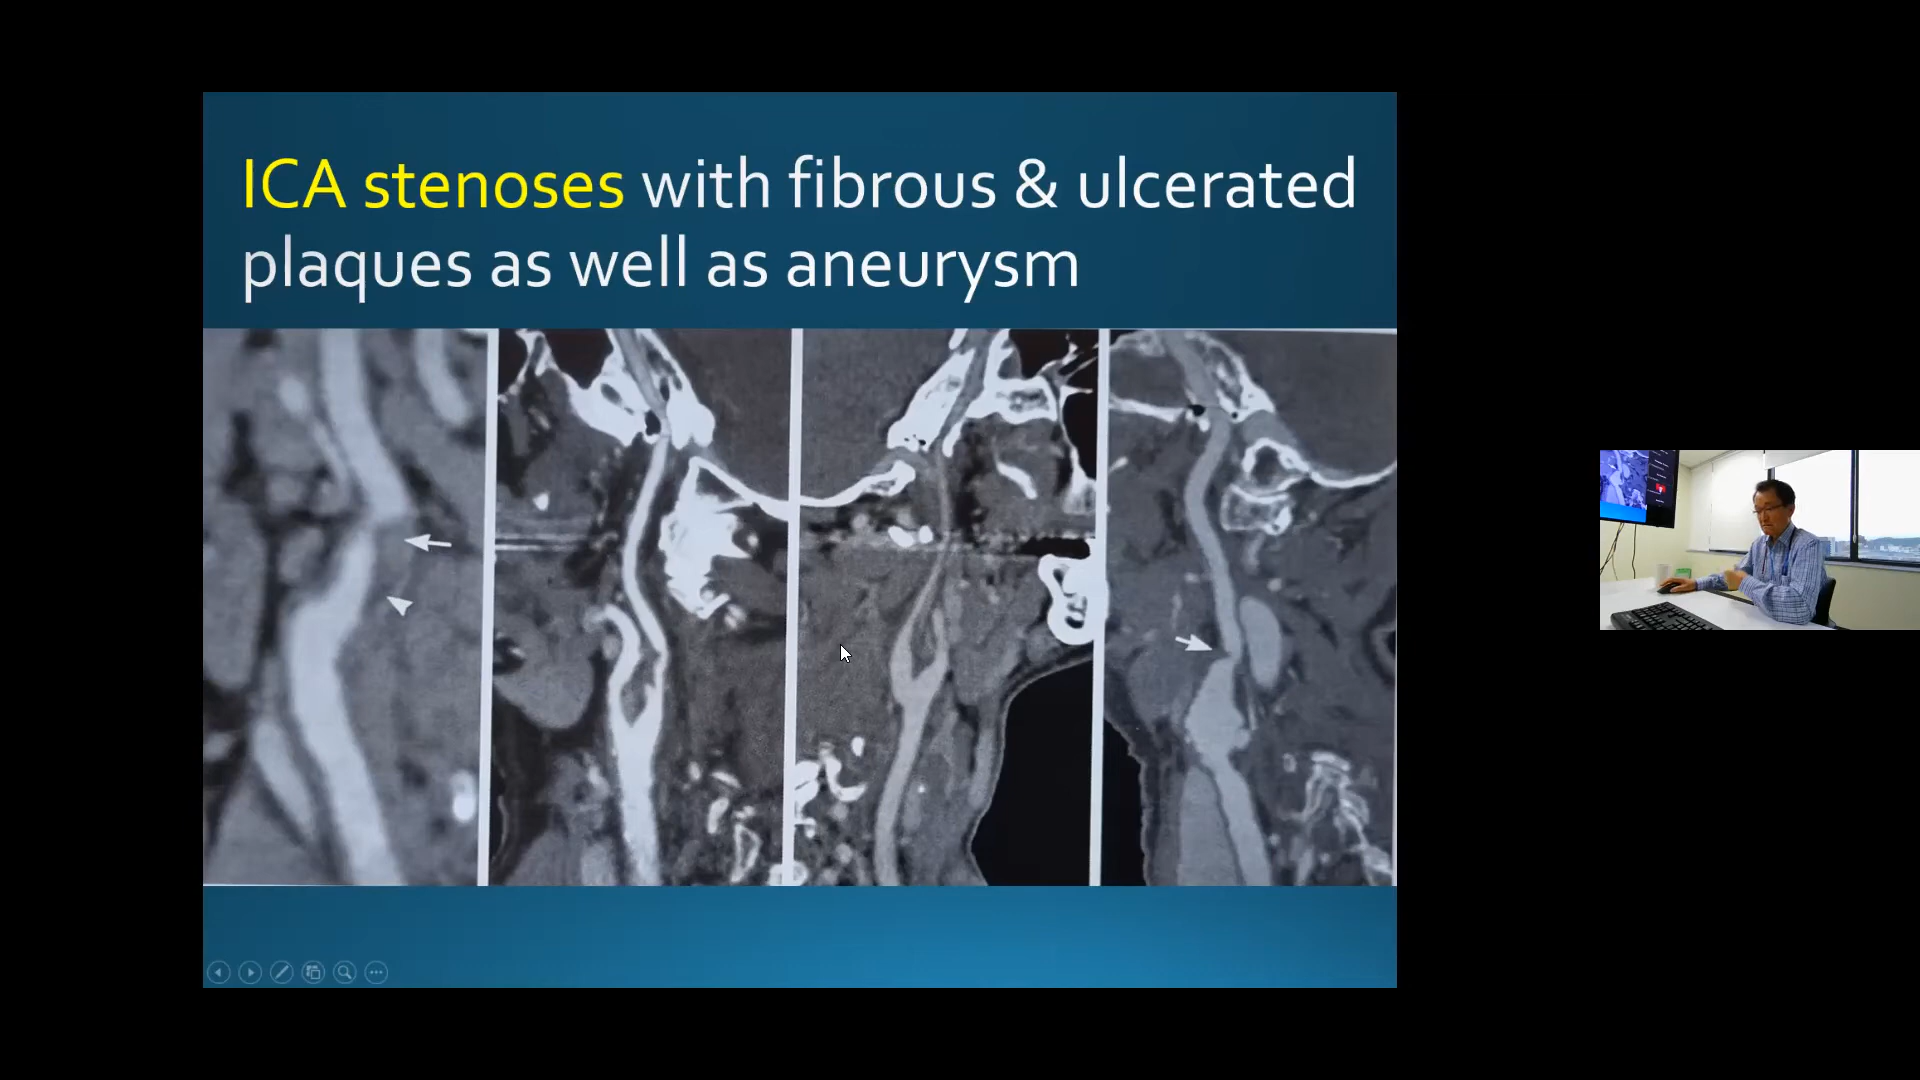 ICA stenoses with fibrous & ulcerated
plaques as well as aneurysm